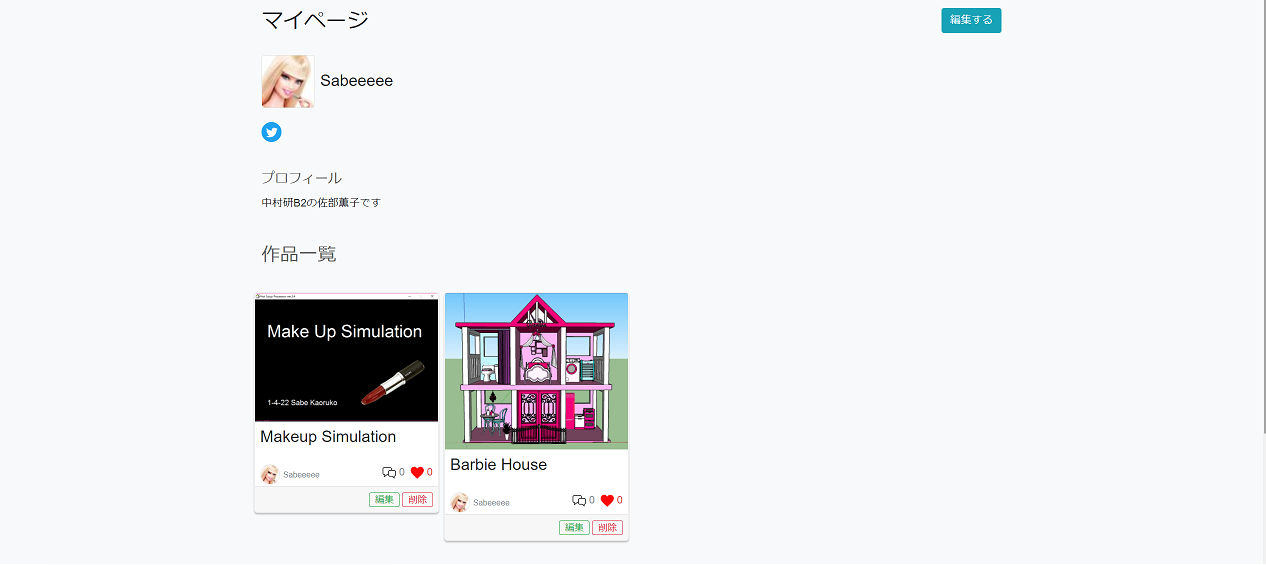 マイページ
編集する
Sabeeeee
プロフィール
中村研B2の佐部薫子です
作品一覧
Make Up Simulation
1-4-22 Sabe Kaoruko
Makeup Simulation
Sabeeeee
0
0
編集
削除
Barbie House
Sabeeeee
0
0
編集
削除